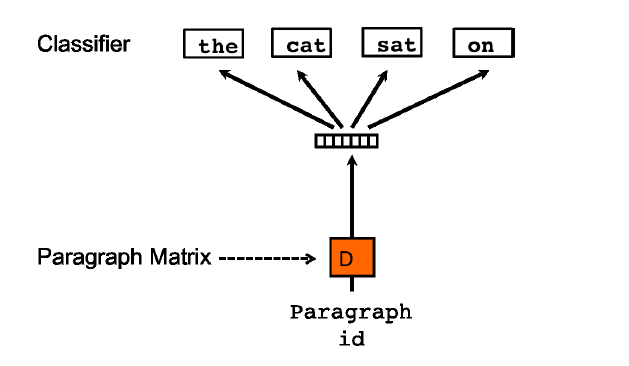 Classifier the cat sat on
Paragraph Matrix D
Paragraph
id